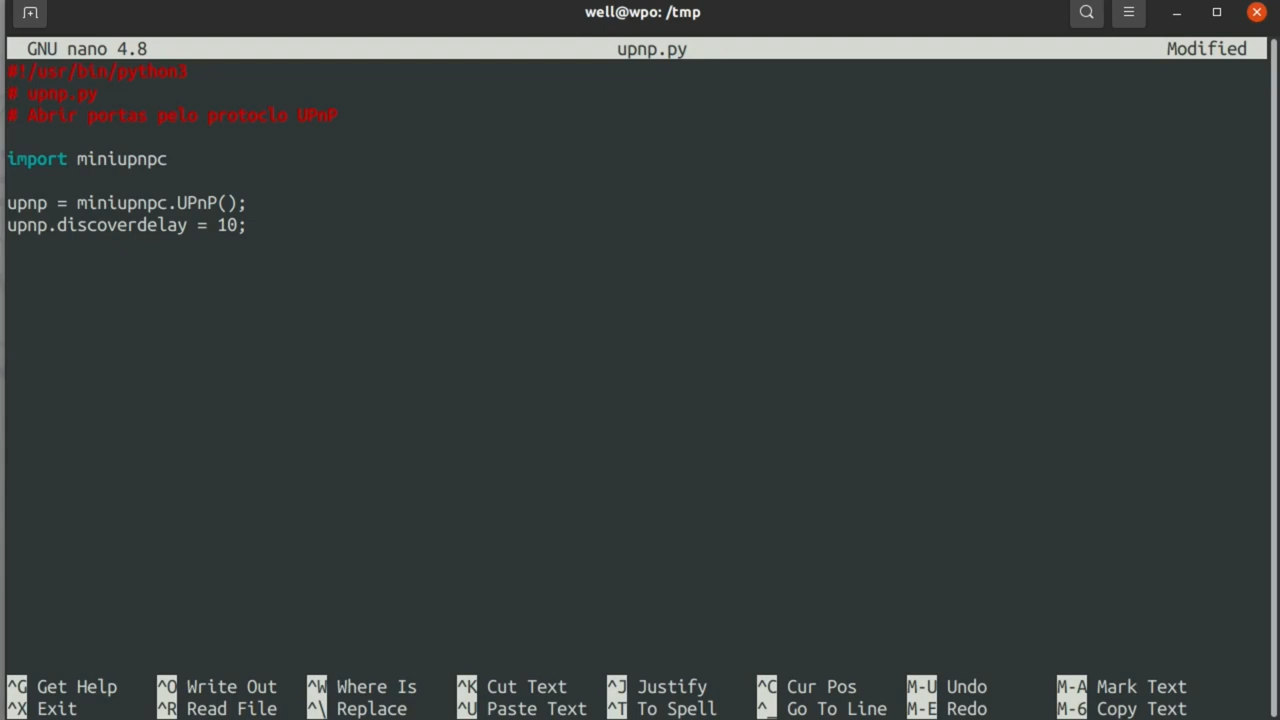 well@wpo: /tmp
GNU nano 4.8 upnp.py Modified
#!/usr/bin/python3
# upnp.py
# Abrir portas pelo protoclo UPnP
import miniupnpc
upnp = miniupnpc.UPnP();
upnp.discoverdelay = 10;
^G Get Help ^O Write Out ^W Where Is ^K Cut Text ^J Justify ^C Cur Pos M-U Undo M-A Mark Text
^X Exit ^R Read File ^\ Replace ^U Paste Text ^T To Spell ^_ Go To Line M-E Redo M-6 Copy Text